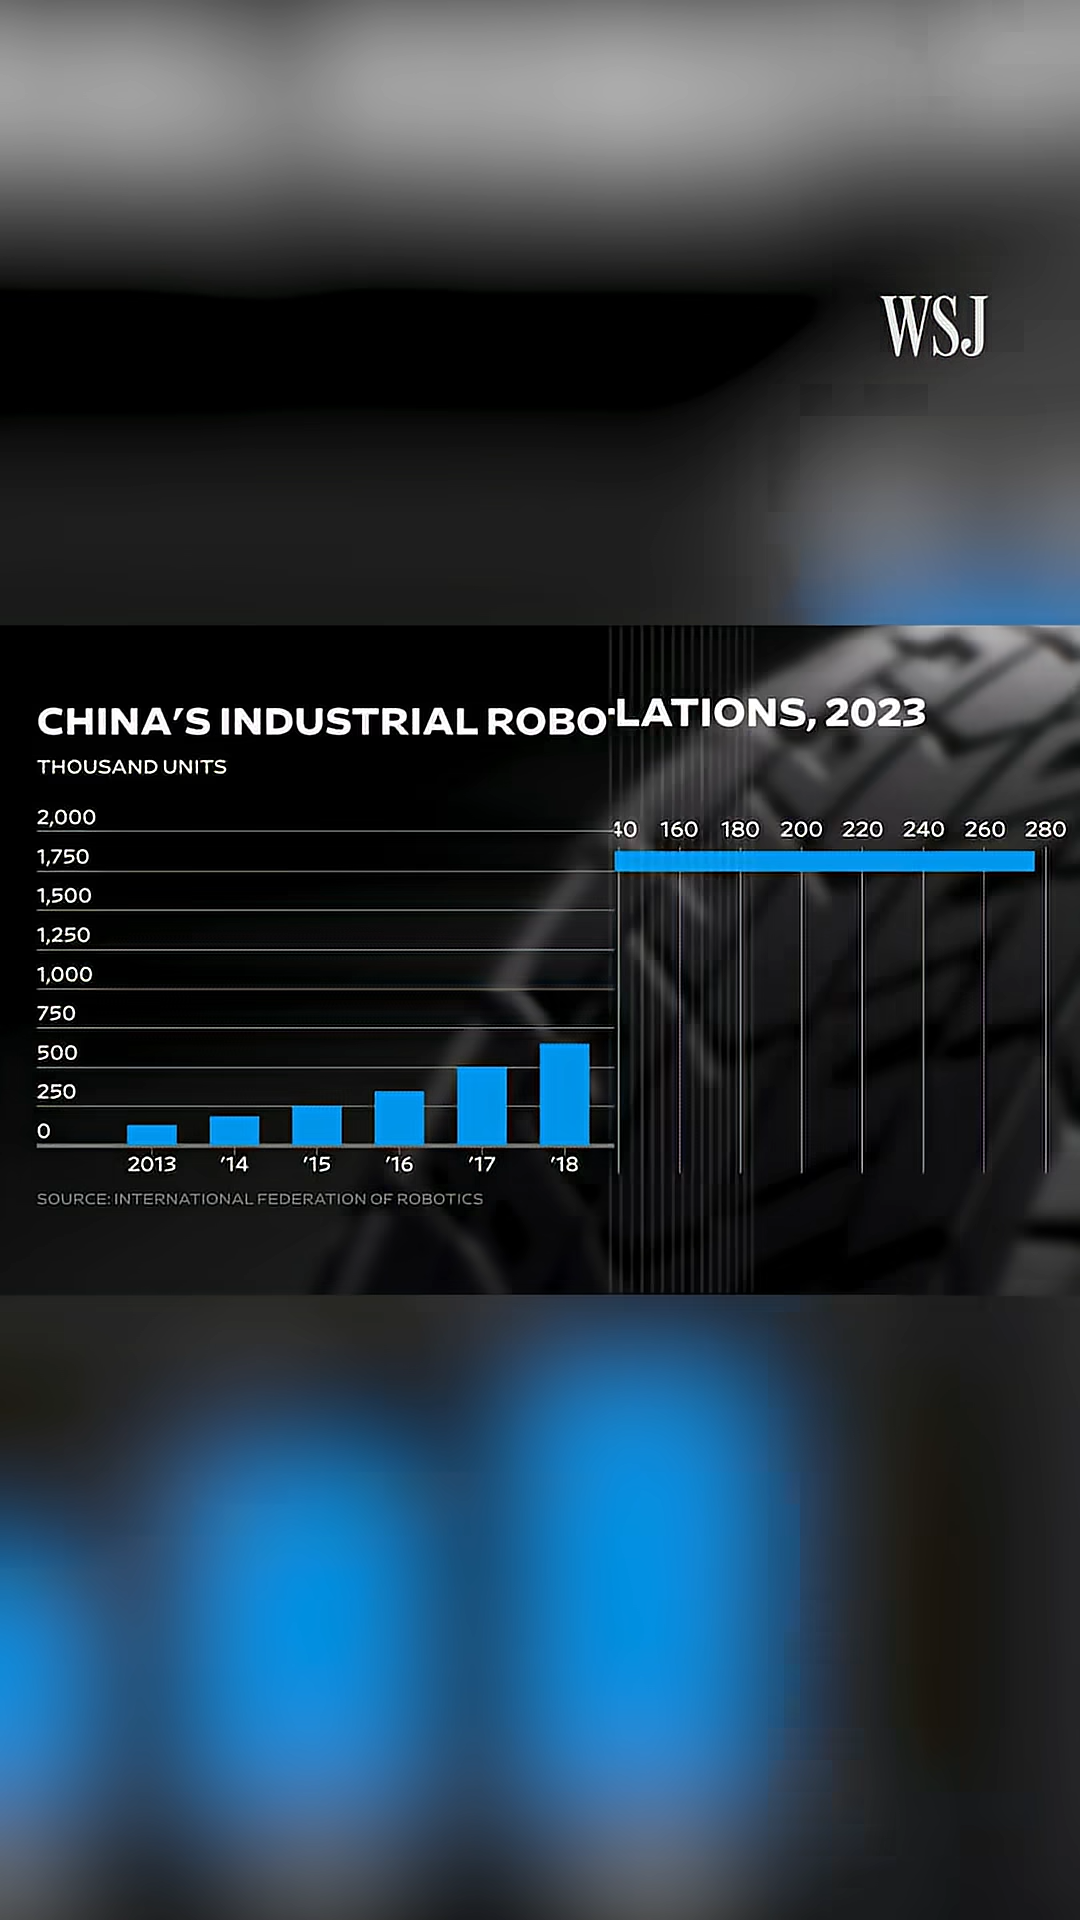 WSJ
CHINA'S INDUSTRIAL ROBO
LATIONS, 2023
THOUSAND UNITS
2,000
1,750
1,500
1,250
1,000
750
500
250
0
2013 '14 '15 '16 '17 '18
40 160 180 200 220 240 260 280
SOURCE: INTERNATIONAL FEDERATION OF ROBOTICS